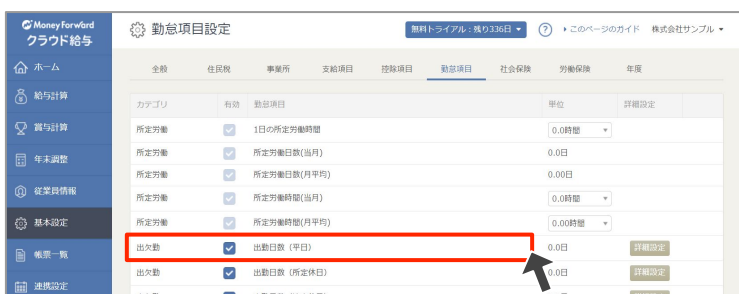 Money Forward
クラウド給与
勤怠項目設定
無料トライアル：残り336日
?
このページのガイド
株式会社サンプル
ホーム
給与計算
賞与計算
年末調整
従業員情報
基本設定
帳票一覧
連携設定
全般 住民税 事業所 支給項目 控除項目 勤怠項目 社会保険 労働保険 年度
カテゴリ 有効 勤怠項目 単位 詳細設定
所定労働 1日の所定労働時間 0.0時間
所定労働 所定労働日数(当月) 0.0日
所定労働 所定労働日数(月平均) 0.00日
所定労働 所定労働時間(当月) 0.0時間
所定労働 所定労働時間(月平均) 0.00時間
出欠勤 出勤日数（平日） 0.0日 詳細設定
出欠勤 出勤日数（所定休日） 0.0日 詳細設定